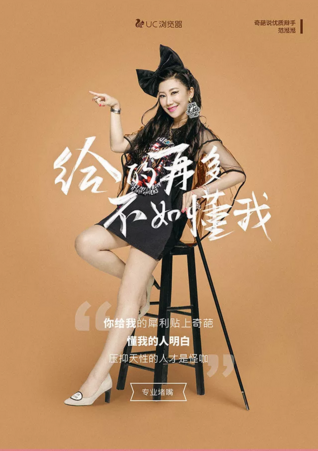 UC浏览器
奇葩说优质辩手
范湉湉
给的再多
不如懂我
你给我的犀利贴上奇葩
懂我的人明白
压抑天性的人才是怪咖
专业堵嘴